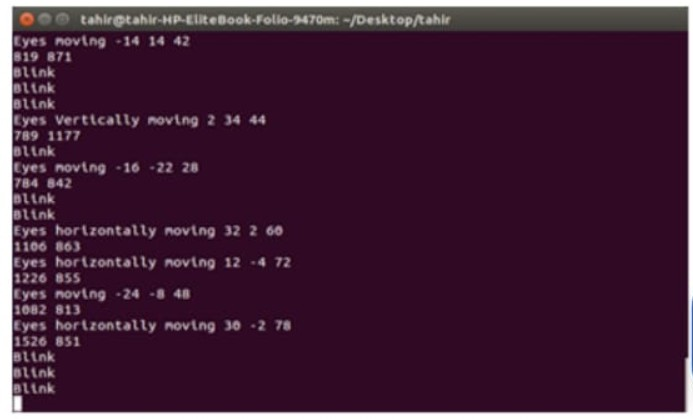 tahir@tahir-HP-EliteBook-Folio-9470m: ~/Desktop/tahir
Eyes moving -14 14 42
819 871
Blink
Blink
Blink
Eyes Vertically moving 2 34 44
789 1177
Blink
Eyes moving -16 -22 28
784 842
Blink
Blink
Eyes horizontally moving 32 2 60
1106 863
Eyes horizontally moving 12 -4 72
1226 855
Eyes moving -24 -8 48
1082 813
Eyes horizontally moving 30 -2 78
1526 851
Blink
Blink
Blink